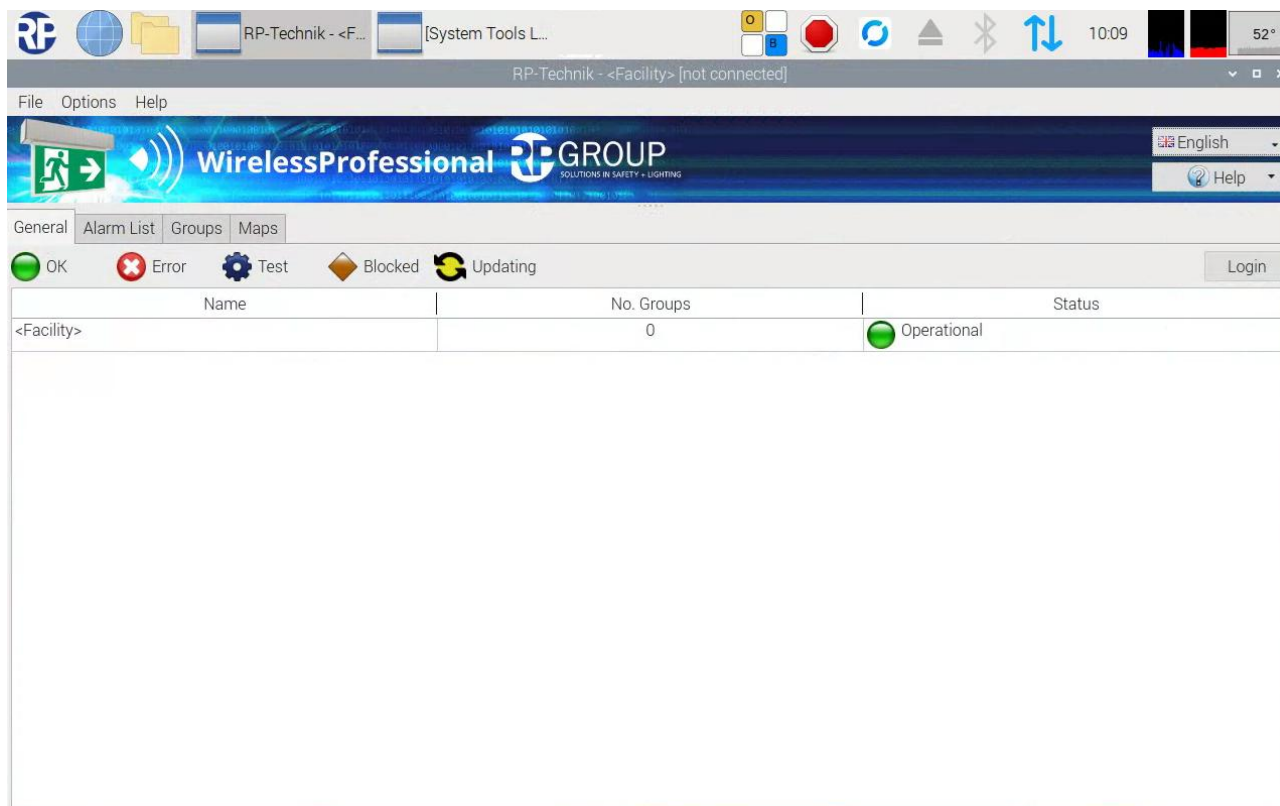 RP RP-Technik - <F... [System Tools L... O B 10:09 52°
RP-Technik - <Facility> [not connected]
File Options Help
WirelessProfessional RP GROUP
SOLUTIONS IN SAFETY + LIGHTING
English
Help
General Alarm List Groups Maps
OK Error Test Blocked Updating Login
Name No. Groups Status
<Facility> 0 Operational